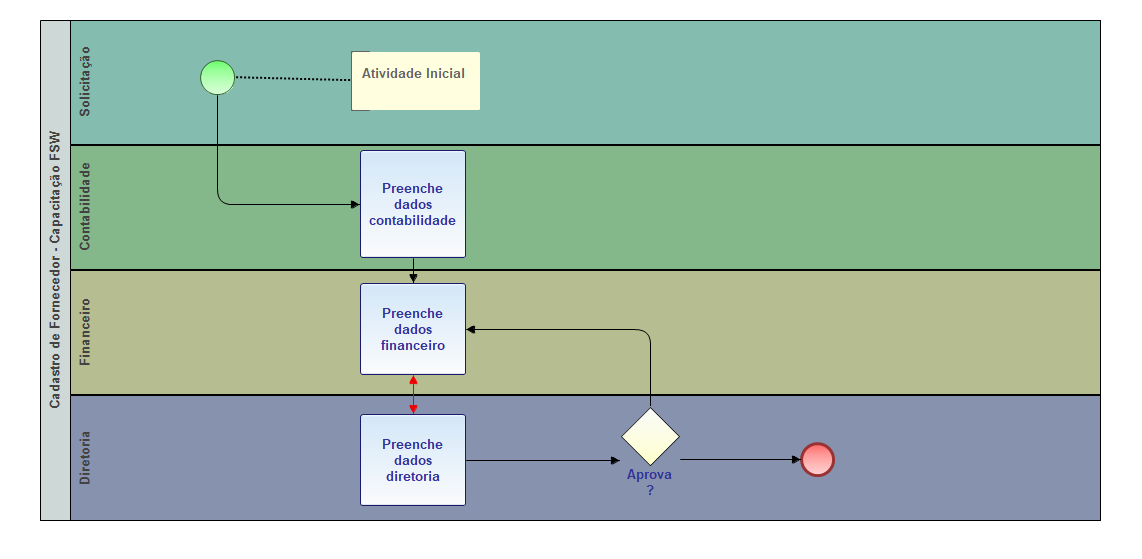 Cadastro de Fornecedor - Capacitação FSW
Solicitação
Atividade Inicial
Contabilidade
Preenche
dados
contabilidade
Financeiro
Preenche
dados
financeiro
Diretoria
Preenche
dados
diretoria
Aprova
?